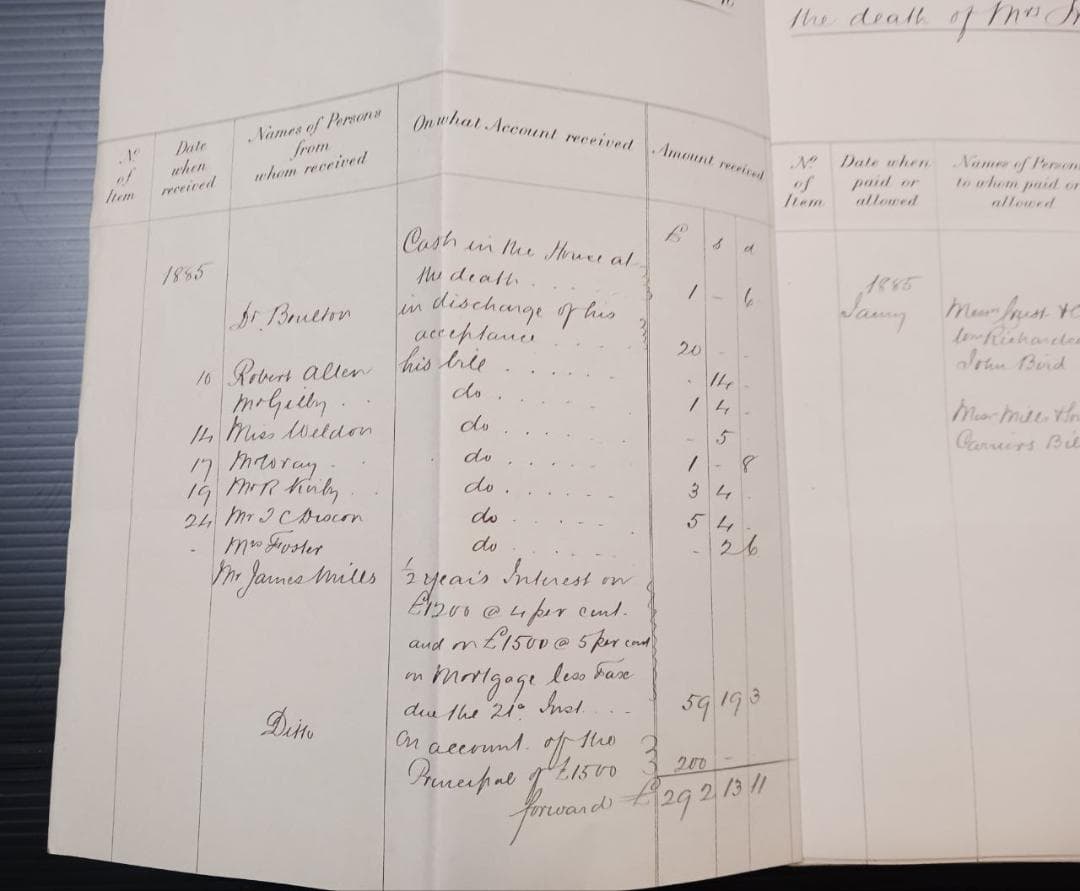 the death of Mrs
No of Item
Date when received
Names of Persons from whom received
On what Account received
Amount received
£ s d
1885
Cash in the House at
the death . . . . 1 - 6
Dr Boulton in discharge of his
acceptance . . . . 20 - -
16 Robert Allen his bill . . . . . . . 14 -
Mr Gelly . . do . . . . . . 1 4 -
14 Miss Weldon do . . . . . . - 5
17 do . . . . . . 1 - 8
19 Mr R Kirby . . do . . . . . . 3 4 .
24 Mr J C do . . . . . . 5 4 .
- Mrs Foster do . . . . . . - 2 6
Mr James Mills ½ year's Interest on
£1200 @ 4 per cent.
and on £1500 @ 5 per cent
on Mortgage less Tax
due the 21st Inst. . . . 59 19 3
Ditto On account of the
Principal of £1500 200 -
forward £292 13 11
No of Item
Date when paid or allowed
Names of Person
to whom paid or
allowed
1885
Jany
John Bird
Mills
Carriers Bil